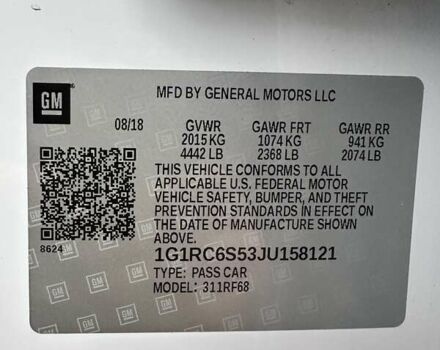 GM
MFD BY GENERAL MOTORS LLC
08/18 GVWR GAWR FRT GAWR RR
2015 KG 1074 KG 941 KG
4442 LB 2368 LB 2074 LB
THIS VEHICLE CONFORMS TO ALL
APPLICABLE U.S. FEDERAL MOTOR
VEHICLE SAFETY, BUMPER, AND THEFT
PREVENTION STANDARDS IN EFFECT ON
THE DATE OF MANUFACTURE SHOWN
ABOVE.
8624
1G1RC6S53JU158121
TYPE: PASS CAR
MODEL: 311RF68